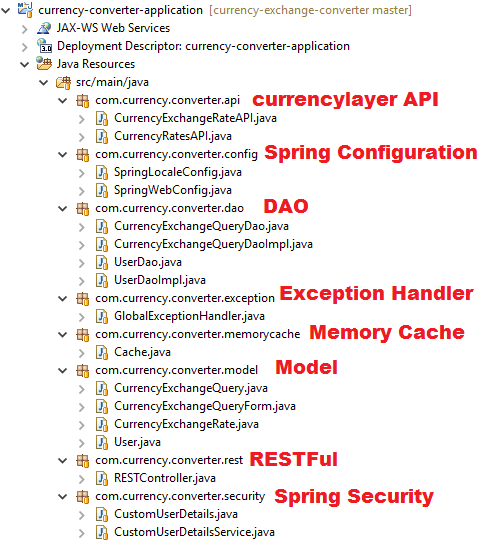 currency-converter-application [currency-exchange-converter master]
JAX-WS Web Services
Deployment Descriptor: currency-converter-application
Java Resources
src/main/java
com.currency.converter.api currencylayer API
CurrencyExchangeRateAPI.java
CurrencyRatesAPI.java
com.currency.converter.config Spring Configuration
SpringLocaleConfig.java
SpringWebConfig.java
com.currency.converter.dao DAO
CurrencyExchangeQueryDao.java
CurrencyExchangeQueryDaoImpl.java
UserDao.java
UserDaoImpl.java
com.currency.converter.exception Exception Handler
GlobalExceptionHandler.java
com.currency.converter.memorycache Memory Cache
Cache.java
com.currency.converter.model Model
CurrencyExchangeQuery.java
CurrencyExchangeQueryForm.java
CurrencyExchangeRate.java
User.java
com.currency.converter.rest RESTFul
RESTController.java
com.currency.converter.security Spring Security
CustomUserDetails.java
CustomUserDetailsService.java